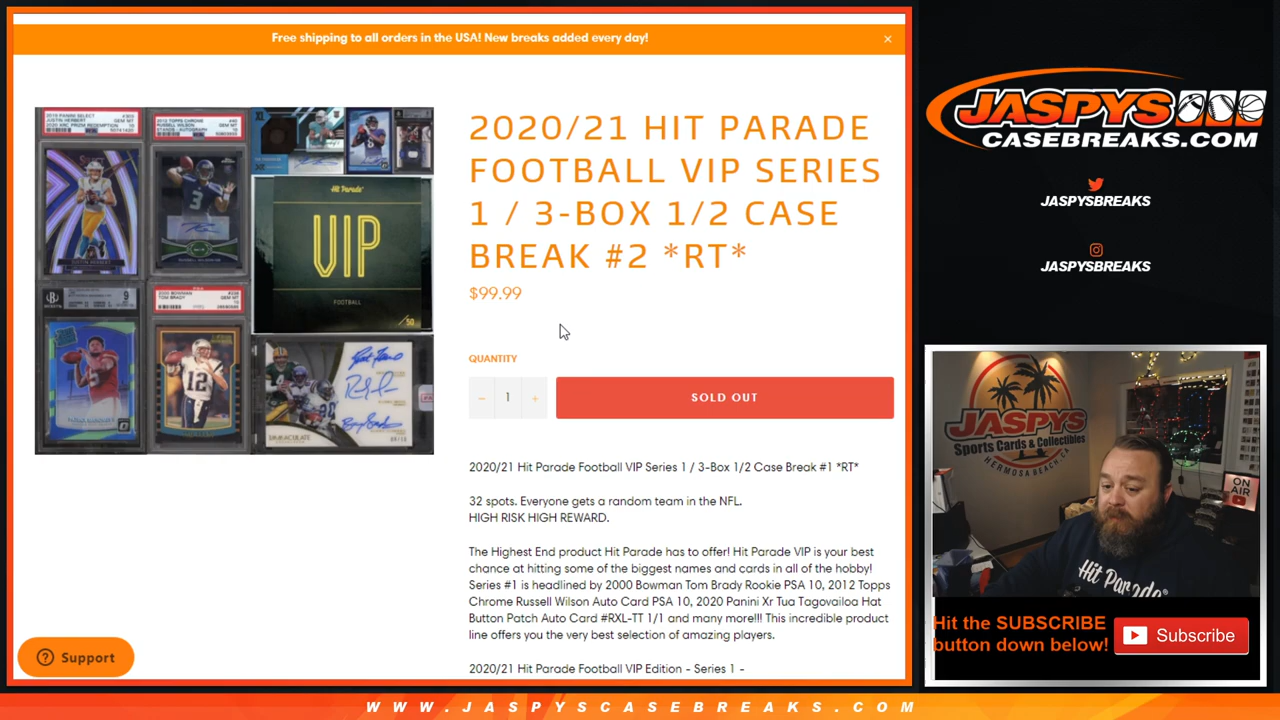 Free shipping to all orders in the USA! New breaks added every day!
×
2020/21 HIT PARADE
FOOTBALL VIP SERIES
1 / 3-BOX 1/2 CASE
BREAK #2 *RT*
$99.99
QUANTITY
− 1 +
SOLD OUT
2020/21 Hit Parade Football VIP Series 1 / 3-Box 1/2 Case Break #1 *RT*
32 spots. Everyone gets a random team in the NFL.
HIGH RISK HIGH REWARD.
The Highest End product Hit Parade has to offer! Hit Parade VIP is your best
chance at hitting some of the biggest names and cards in all of the hobby!
Series #1 is headlined by 2000 Bowman Tom Brady Rookie PSA 10, 2012 Topps
Chrome Russell Wilson Auto Card PSA 10, 2020 Panini Xr Tua Tagovailoa Hat
Button Patch Auto Card #RXL-TT 1/1 and many more!!! This incredible product
line offers you the very best selection of amazing players.
2020/21 Hit Parade Football VIP Edition - Series 1 -
Hit Parade
VIP
FOOTBALL
/50
IMMACULATE
Support
JASPYS
CASEBREAKS.COM
JASPYSBREAKS
JASPYSBREAKS
JASPYS
Sports Cards & Collectibles
HERMOSA BEACH, CA
ON AIR
Hit Parade
Hit the SUBSCRIBE
button down below!
Subscribe
WWW.JASPYSCASEBREAKS.COM